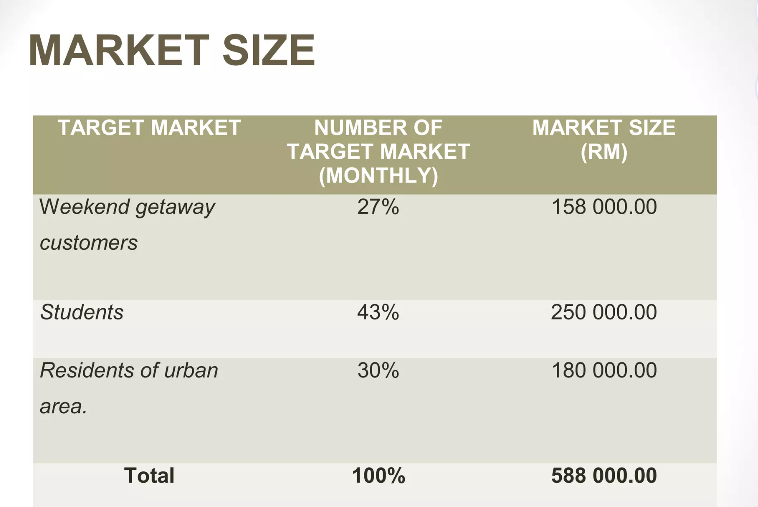 MARKET SIZE
TARGET MARKET NUMBER OF MARKET SIZE
TARGET MARKET (RM)
(MONTHLY)
Weekend getaway 27% 158 000.00
customers
Students 43% 250 000.00
Residents of urban 30% 180 000.00
area.
Total 100% 588 000.00